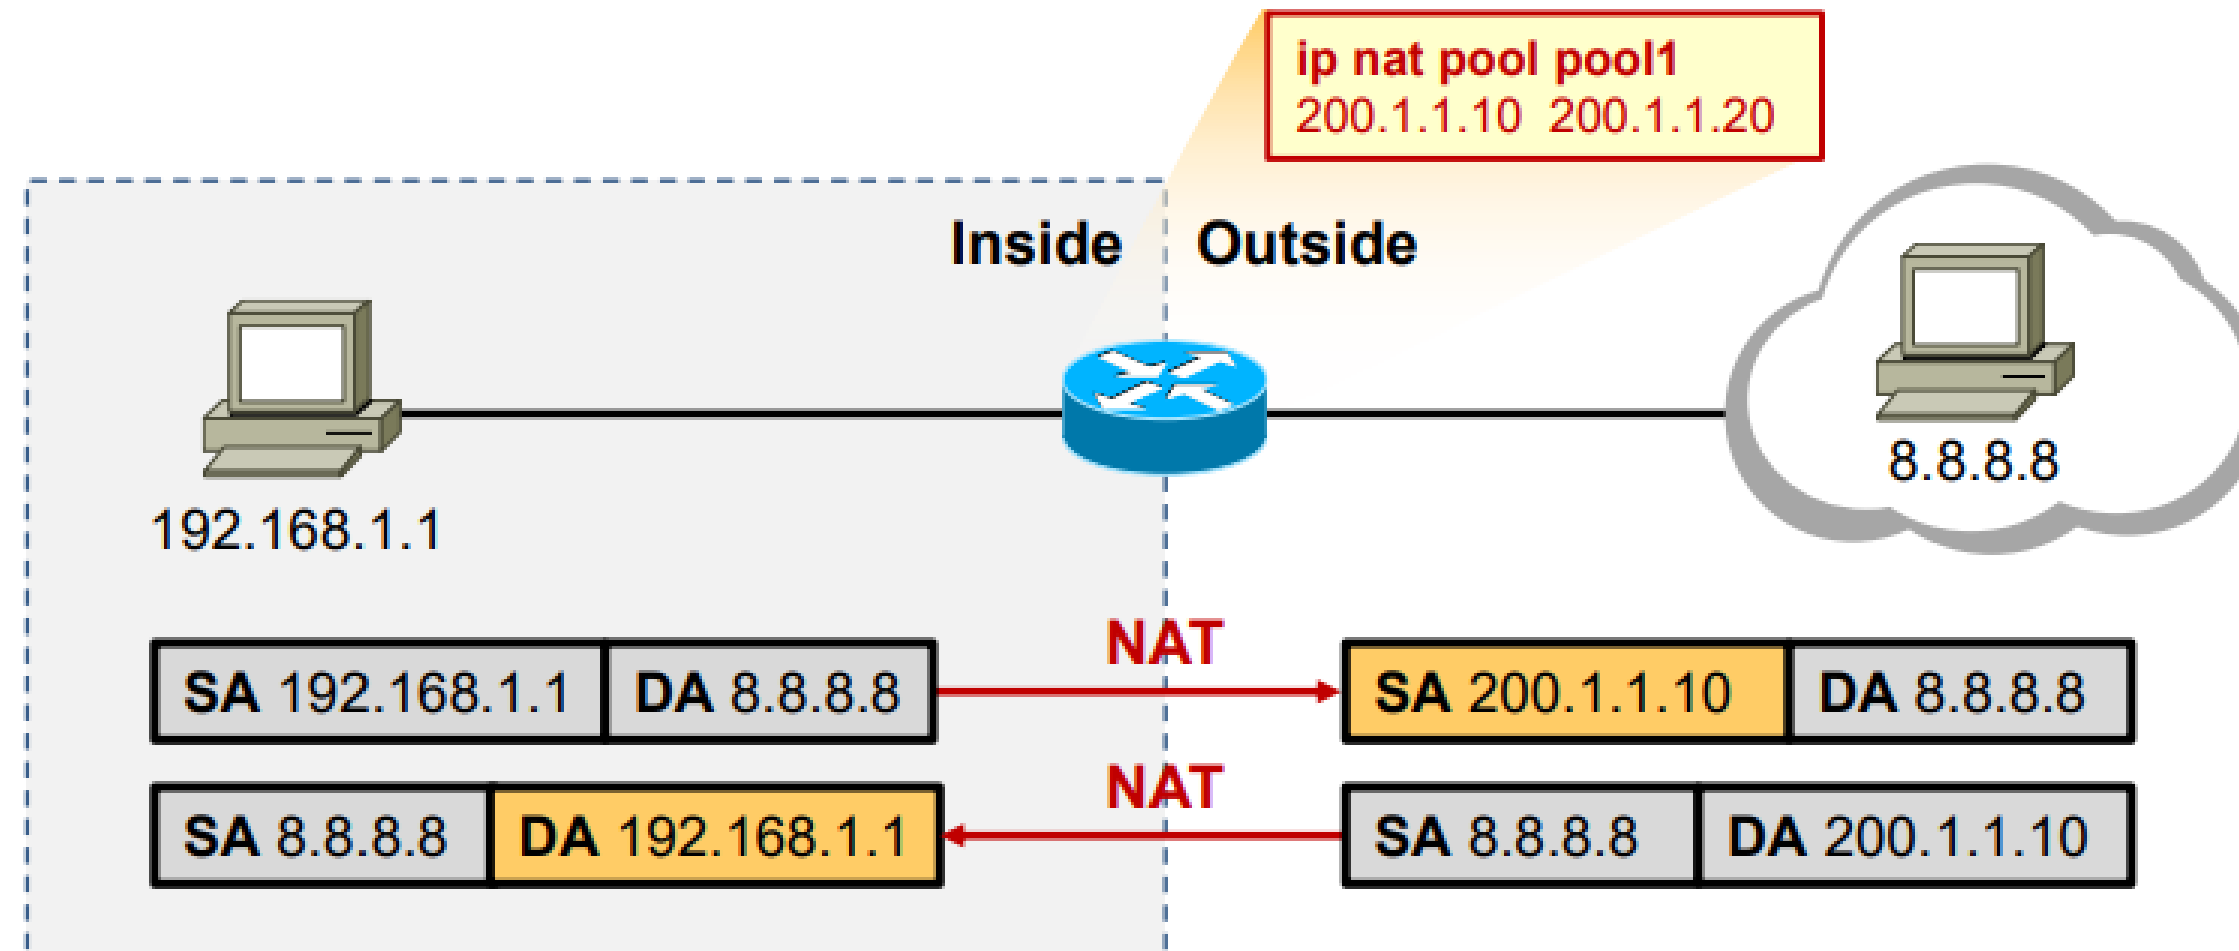 ip nat pool pool1
200.1.1.10 200.1.1.20
Inside
Outside
8.8.8.8
192.168.1.1
NAT
SA 192.168.1.1 DA 8.8.8.8
SA 200.1.1.10 DA 8.8.8.8
NAT
SA 8.8.8.8 DA 192.168.1.1
SA 8.8.8.8 DA 200.1.1.10